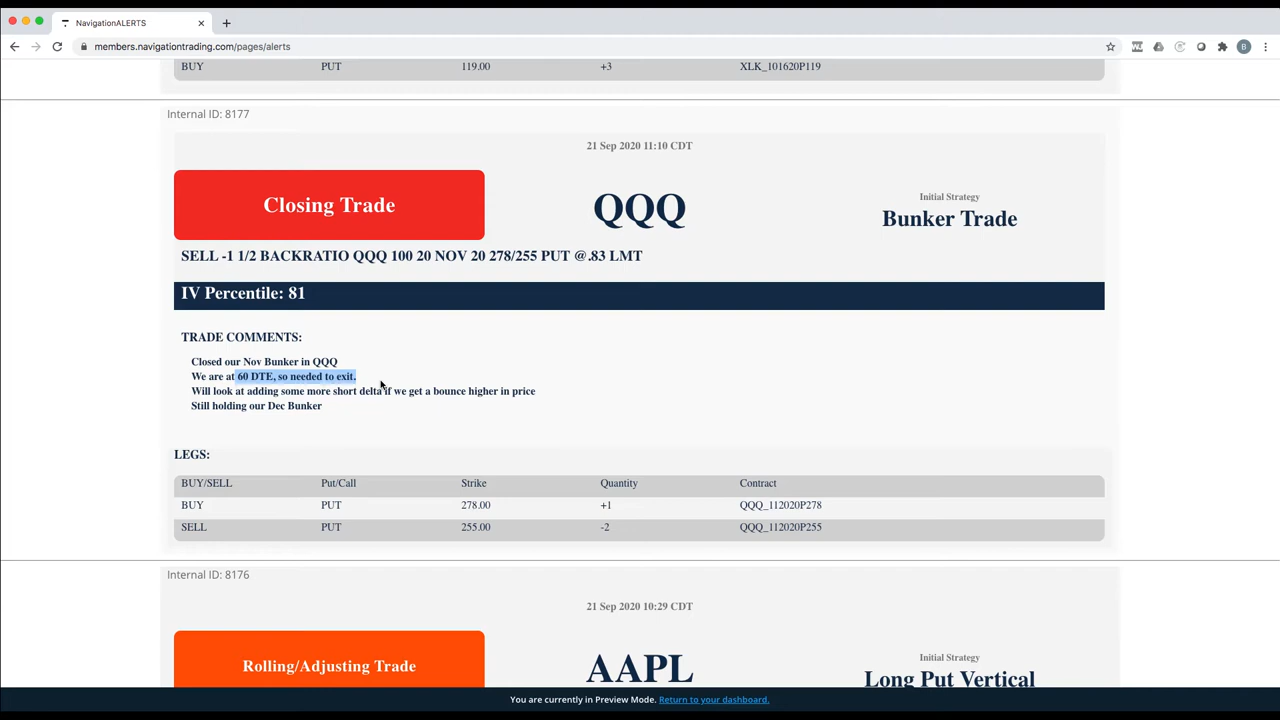 NavigationALERTS
members.navigationtrading.com/pages/alerts
B
BUY PUT 119.00 +3 XLK_101620P119
Internal ID: 8177
21 Sep 2020 11:10 CDT
Closing Trade
QQQ
Initial Strategy
Bunker Trade
SELL -1 1/2 BACKRATIO QQQ 100 20 NOV 20 278/255 PUT @.83 LMT
IV Percentile: 81
TRADE COMMENTS:
Closed our Nov Bunker in QQQ
We are at 60 DTE, so needed to exit.
Will look at adding some more short delta if we get a bounce higher in price
Still holding our Dec Bunker
LEGS:
BUY/SELL Put/Call Strike Quantity Contract
BUY PUT 278.00 +1 QQQ_112020P278
SELL PUT 255.00 -2 QQQ_112020P255
Internal ID: 8176
21 Sep 2020 10:29 CDT
Rolling/Adjusting Trade
AAPL
Initial Strategy
Long Put Vertical
You are currently in Preview Mode. Return to your dashboard.